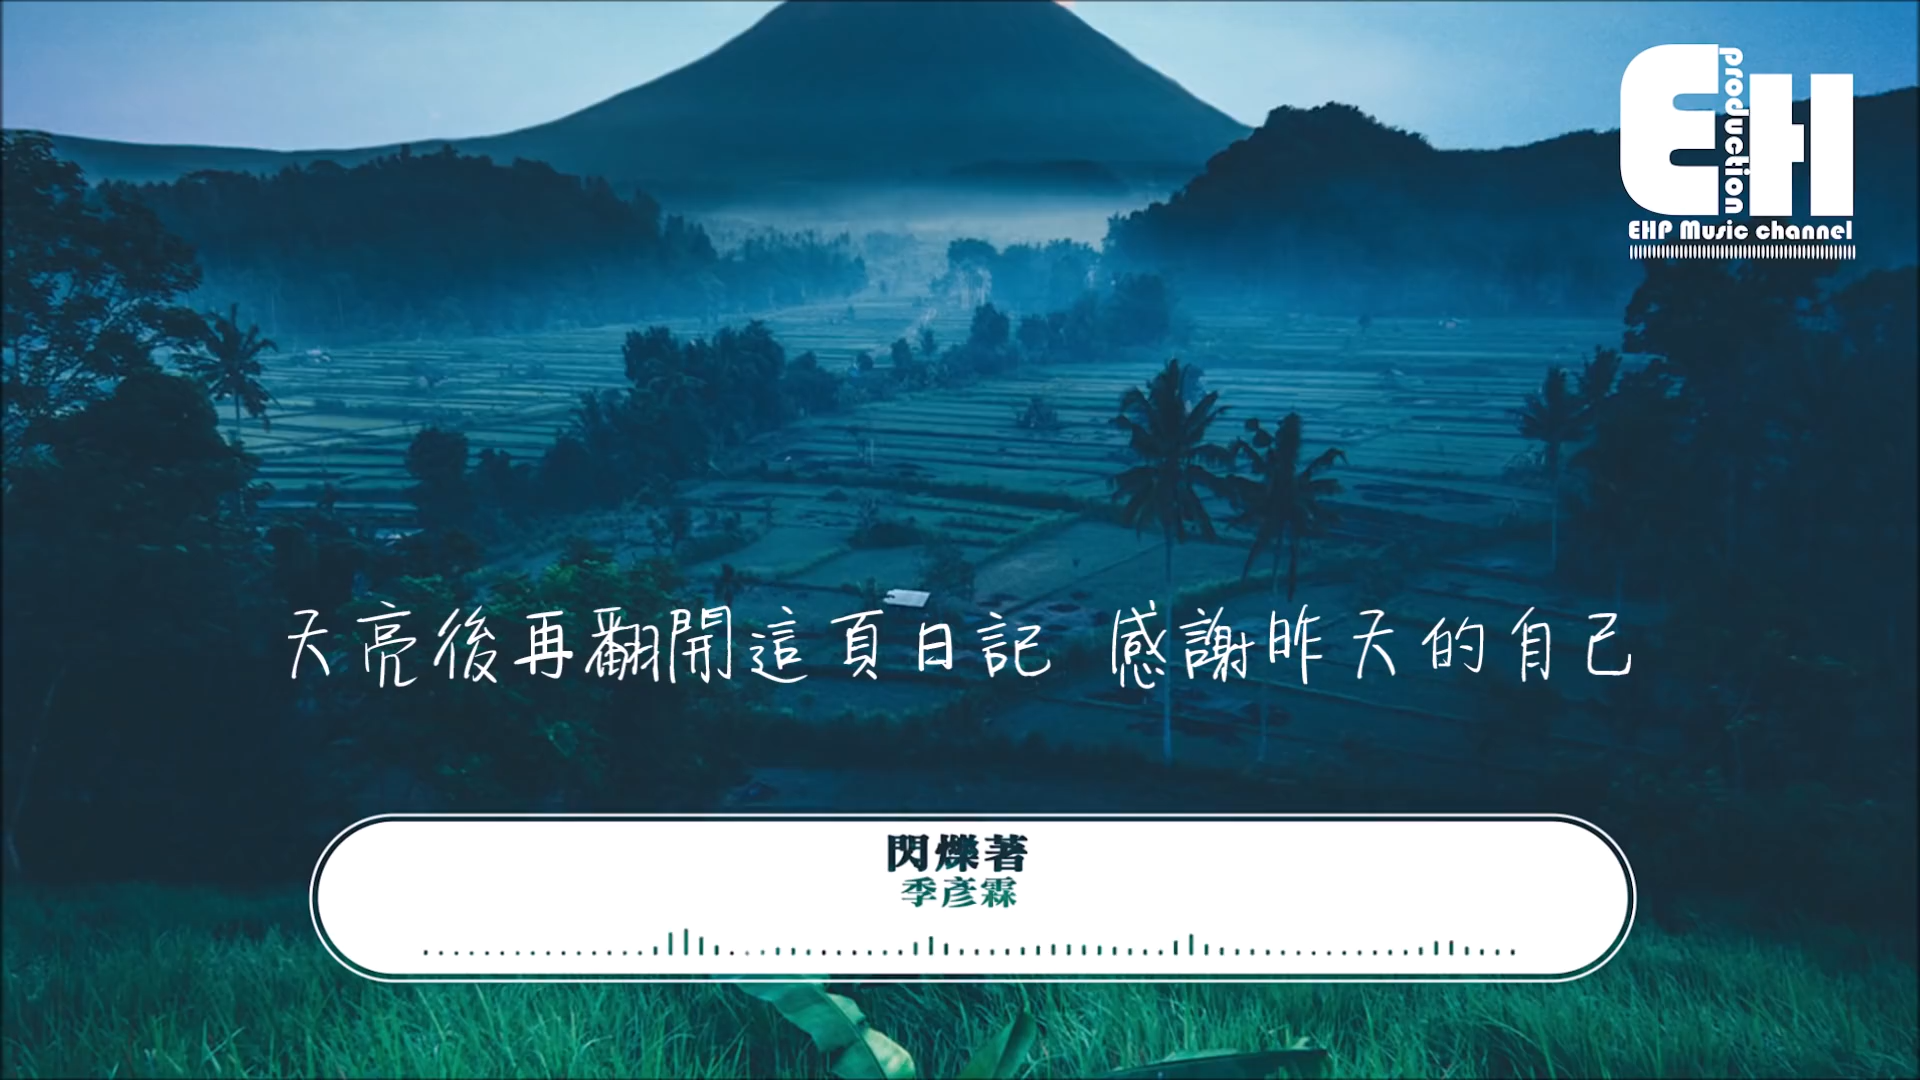 EH
production
EHP Music channel
天亮後再翻開這頁日記 感謝昨天的自己
閃爍著
季彥霖